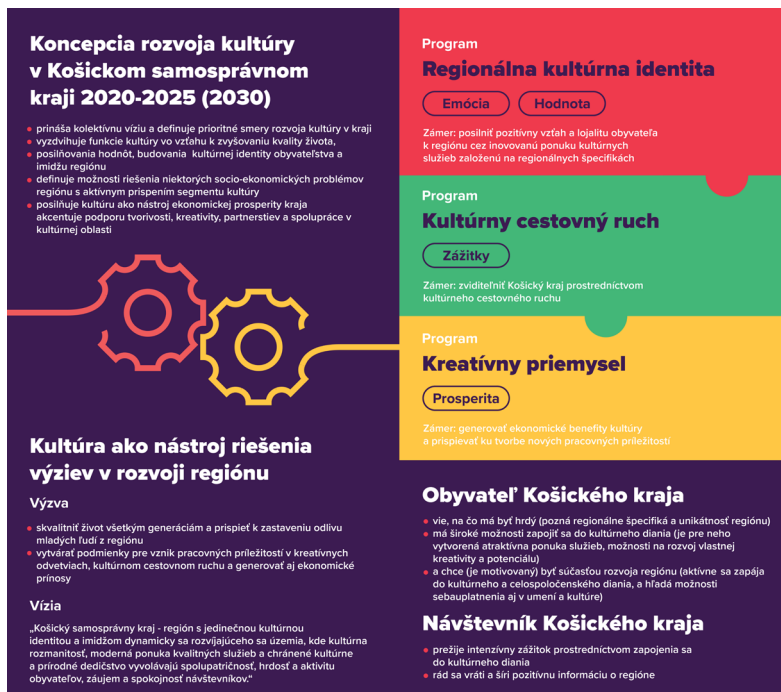 Koncepcia rozvoja kultúry
v Košickom samosprávnom
kraji 2020-2025 (2030)
prináša kolektívnu víziu a definuje prioritné smery rozvoja kultúry v kraji
vyzdvihuje funkcie kultúry vo vzťahu k zvyšovaniu kvality života,
posilňovania hodnôt, budovania kultúrnej identity obyvateľstva a
imidžu regiónu
definuje možnosti riešenia niektorých socio-ekonomických problémov
regiónu s aktívnym prispením segmentu kultúry
posilňuje kultúru ako nástroj ekonomickej prosperity kraja
akcentuje podporu tvorivosti, kreativity, partnerstiev a spolupráce v
kultúrnej oblasti
Kultúra ako nástroj riešenia
výziev v rozvoji regiónu
Výzva
skvalitniť život všetkým generáciám a prispieť k zastaveniu odlivu
mladých ľudí z regiónu
vytvárať podmienky pre vznik pracovných príležitostí v kreatívnych
odvetviach, kultúrnom cestovnom ruchu a generovať aj ekonomické
prínosy
Vízia
„Košický samosprávny kraj - región s jedinečnou kultúrnou
identitou a imidžom dynamicky sa rozvíjajúceho sa územia, kde kultúrna
rozmanitosť, moderná ponuka kvalitných služieb a chránené kultúrne
a prírodné dedičstvo vyvolávajú spolupatričnosť, hrdosť a aktivitu
obyvateľov, záujem a spokojnosť návštevníkov.“
Program
Regionálna kultúrna identita
Emócia
Hodnota
Zámer: posilniť pozitívny vzťah a lojalitu obyvateľa
k regiónu cez inovovanú ponuku kultúrnych
služieb založenú na regionálnych špecifikách
Program
Kultúrny cestovný ruch
Zážitky
Zámer: zviditeľniť Košický kraj prostredníctvom
kultúrneho cestovného ruchu
Program
Kreatívny priemysel
Prosperita
Zámer: generovať ekonomické benefity kultúry
a prispievať ku tvorbe nových pracovných príležitostí
Obyvateľ Košického kraja
vie, na čo má byť hrdý (pozná regionálne špecifiká a unikátnosť regiónu)
má široké možnosti zapojiť sa do kultúrneho diania (je pre neho
vytvorená atraktívna ponuka služieb, možnosti na rozvoj vlastnej
kreativity a potenciálu)
a chce (je motivovaný) byť súčasťou rozvoja regiónu (aktívne sa zapája
do kultúrneho a celospoločenského diania, a hľadá možnosti
sebauplatnenia aj v umení a kultúre)
Návštevník Košického kraja
prežije intenzívny zážitok prostredníctvom zapojenia sa
do kultúrneho diania
rád sa vráti a šíri pozitívnu informáciu o regióne